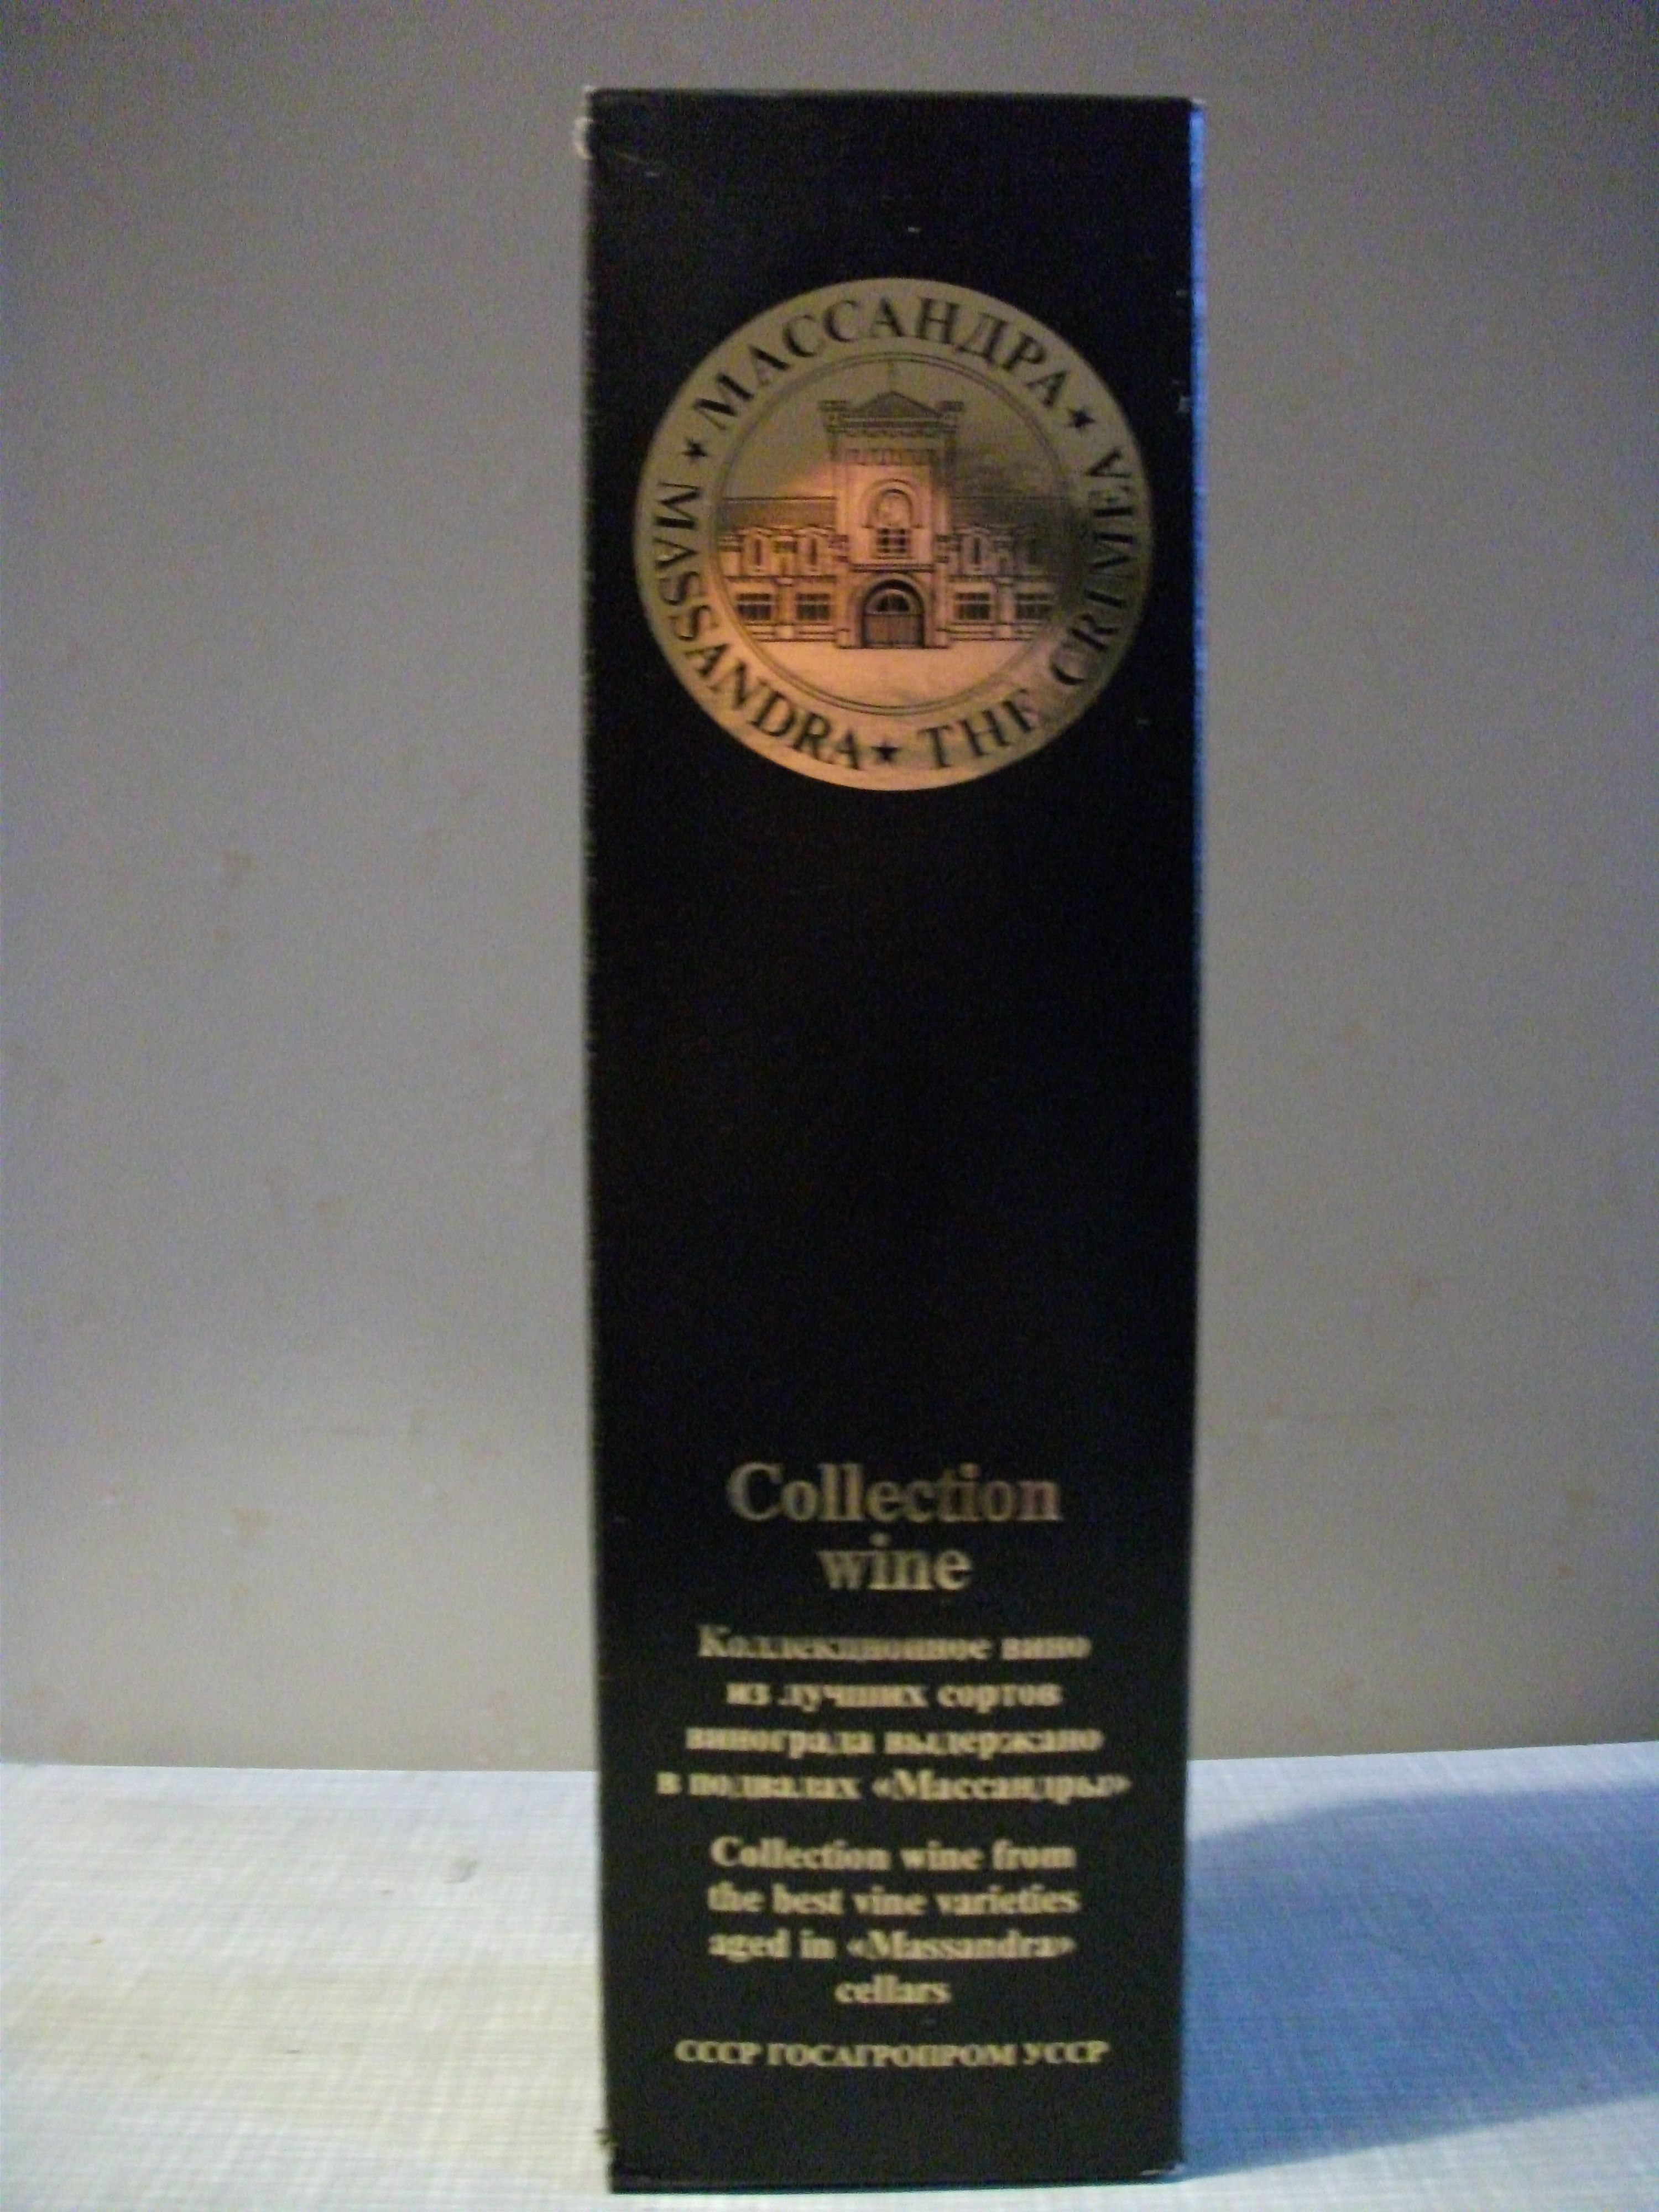 МАССАНДРА
MASSANDRA ★ THE CRIMEA
Collection
wine
Коллекционное вино
из лучших сортов
винограда выдержано
в подвалах «Массандры»
Collection wine from
the best vine varieties
aged in «Massandra»
cellars
СССР ГОСАГРОПРОМ УССР